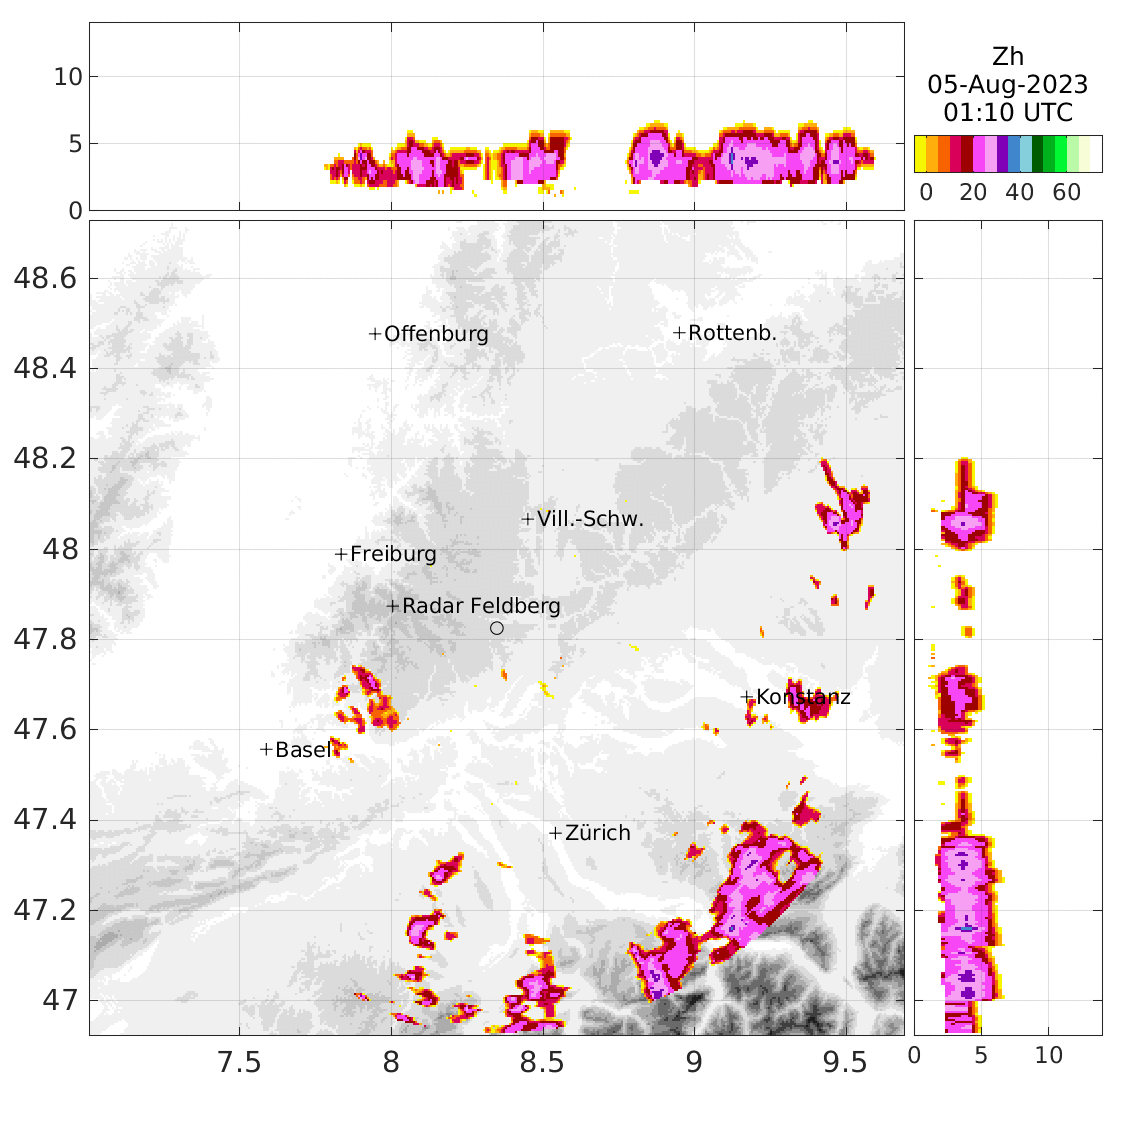 10
5
0
Zh
05-Aug-2023
01:10 UTC
0 20 40 60
48.6
48.4
48.2
48
47.8
47.6
47.4
47.2
47
+Offenburg
+Rottenb.
+Vill.-Schw.
+Freiburg
+Radar Feldberg
+Konstanz
+Basel
+Zürich
7.5 8 8.5 9 9.5
0 5 10